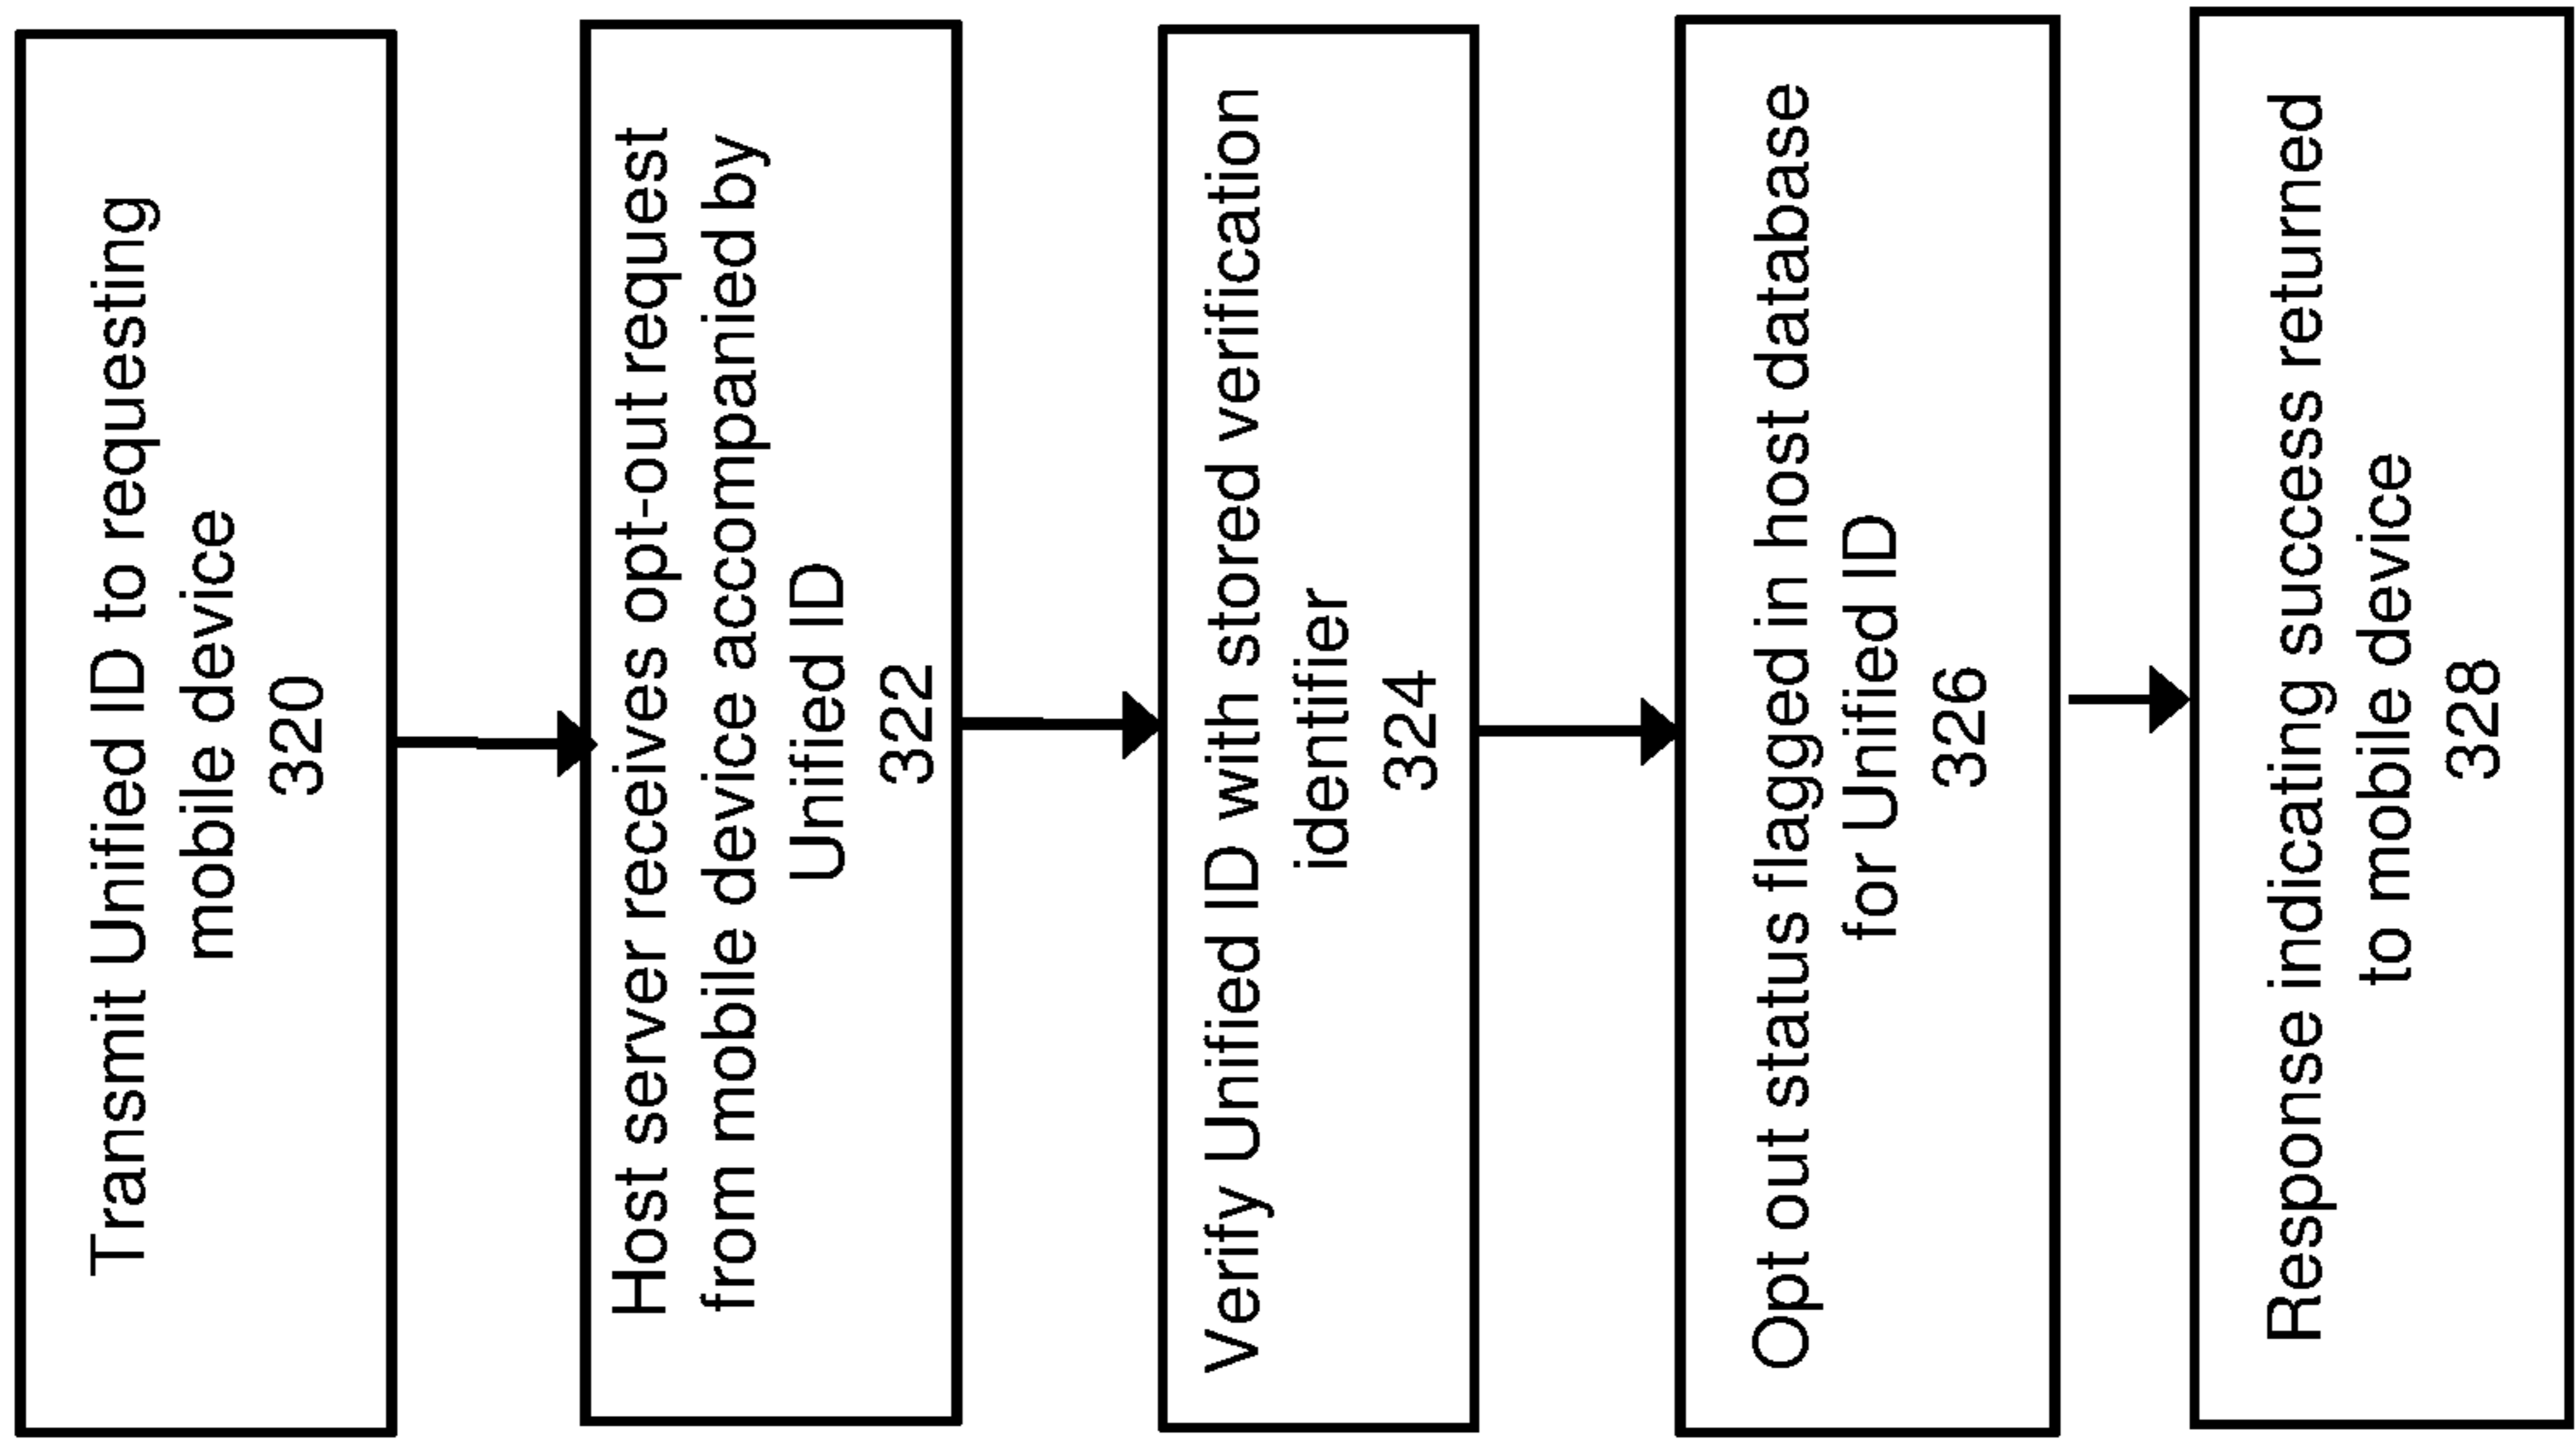 Transmit Unified ID to requesting
mobile device
320
Host server receives opt-out request
from mobile device accompanied by
Unified ID
322
Verify Unified ID with stored verification
identifier
324
Opt out status flagged in host database
for Unified ID
326
Response indicating success returned
to mobile device
328